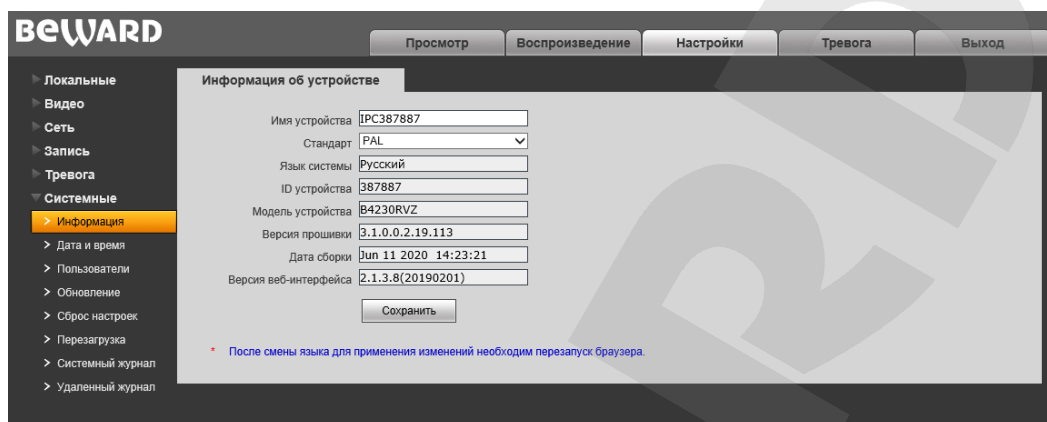 BEWARD
Просмотр Воспроизведение Настройки Тревога Выход
Локальные
Видео
Сеть
Запись
Тревога
Системные
Информация
Дата и время
Пользователи
Обновление
Сброс настроек
Перезагрузка
Системный журнал
Удаленный журнал
Информация об устройстве
Имя устройства IPC387887
Стандарт PAL
Язык системы Русский
ID устройства 387887
Модель устройства B4230RVZ
Версия прошивки 3.1.0.0.2.19.113
Дата сборки Jun 11 2020 14:23:21
Версия веб-интерфейса 2.1.3.8(20190201)
Сохранить
* После смены языка для применения изменений необходим перезапуск браузера.